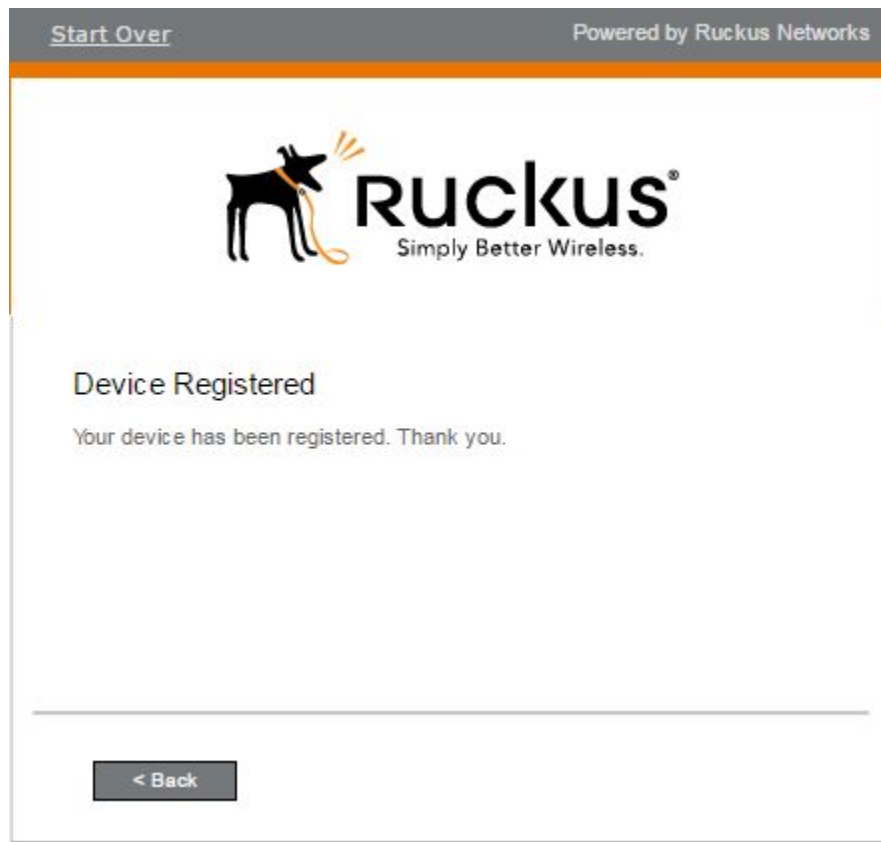 Start Over
Powered by Ruckus Networks
RUCKUS®
Simply Better Wireless.
Device Registered
Your device has been registered. Thank you.
< Back